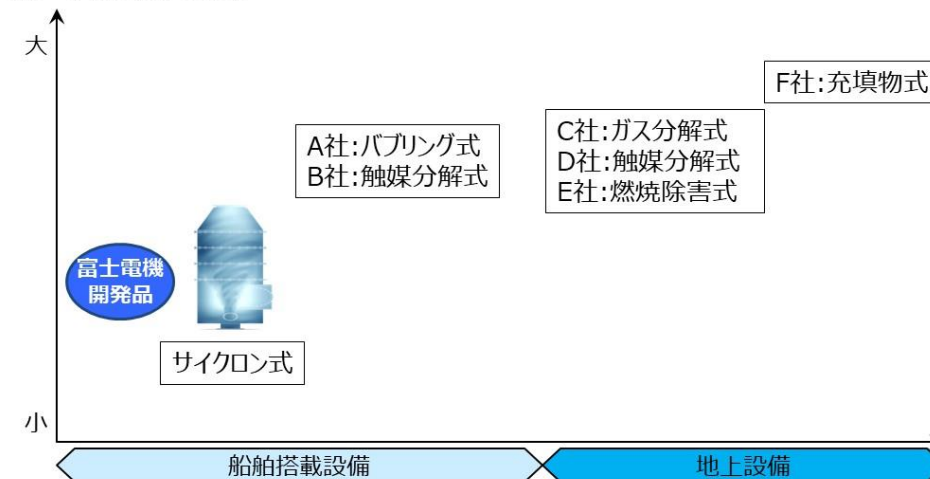 大
F社:充填物式
A社:バブリング式
B社:触媒分解式
C社:ガス分解式
D社:触媒分解式
E社:燃焼除害式
富士電機
開発品
サイクロン式
小
船舶搭載設備
地上設備